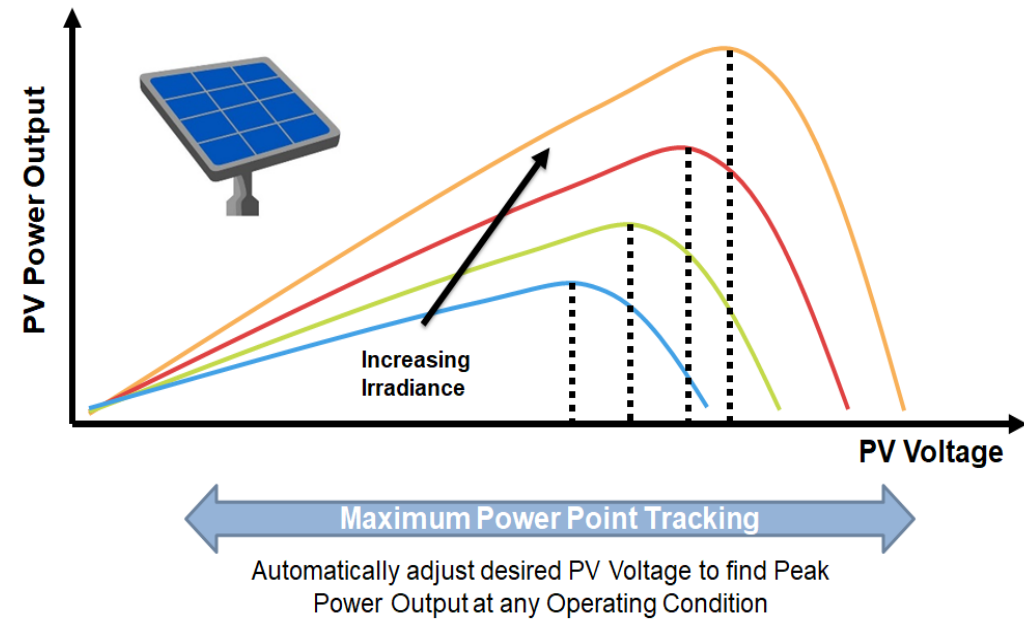 PV Power Output
Increasing
Irradiance
PV Voltage
Maximum Power Point Tracking
Automatically adjust desired PV Voltage to find Peak
Power Output at any Operating Condition